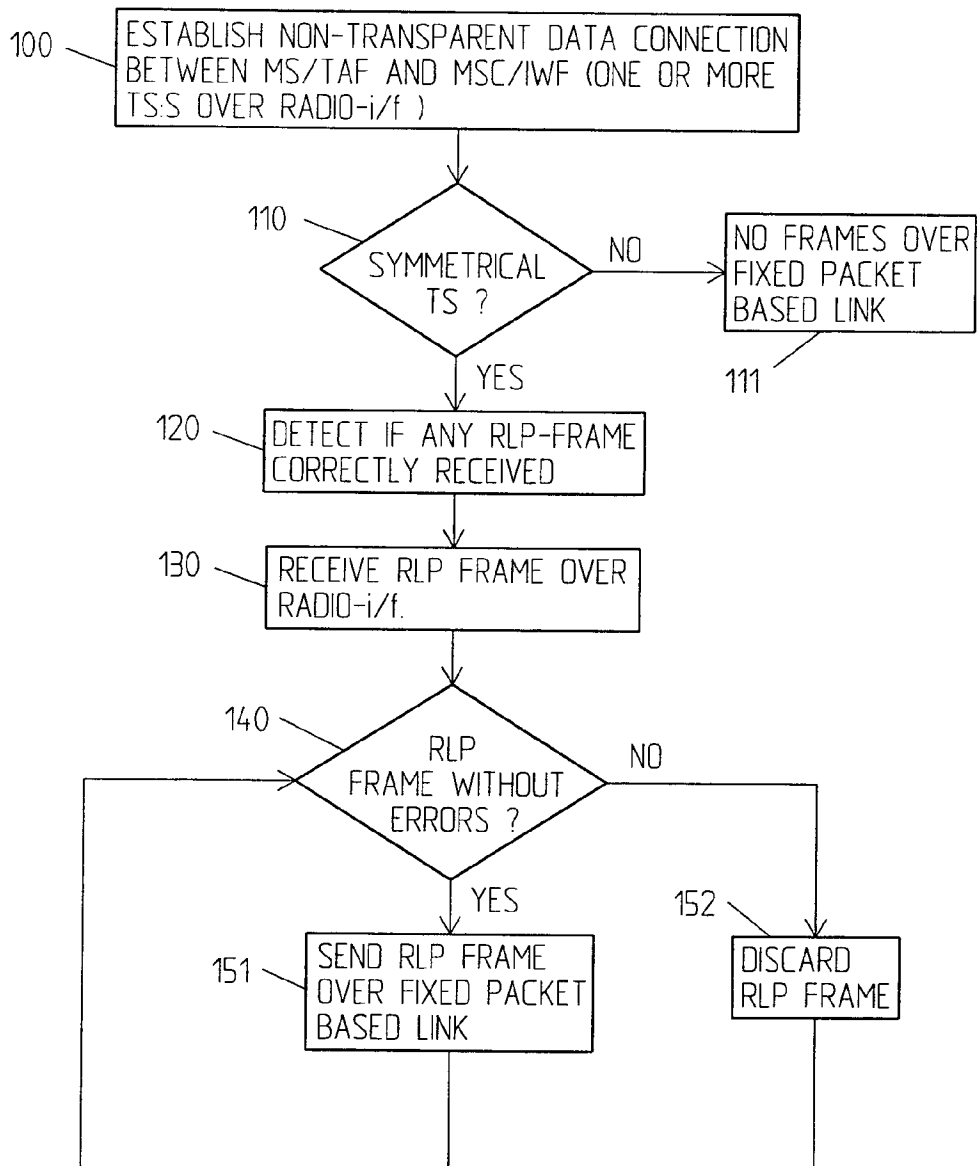 100
ESTABLISH NON-TRANSPARENT DATA CONNECTION
BETWEEN MS/TAF AND MSC/IWF (ONE OR MORE
TS:S OVER RADIO-i/f )
110
SYMMETRICAL
TS ?
NO
NO FRAMES OVER
FIXED PACKET
BASED LINK
111
YES
120
DETECT IF ANY RLP-FRAME
CORRECTLY RECEIVED
130
RECEIVE RLP FRAME OVER
RADIO-i/f.
140
RLP
FRAME WITHOUT
ERRORS ?
NO
YES
151
SEND RLP FRAME
OVER FIXED PACKET
BASED LINK
152
DISCARD
RLP FRAME